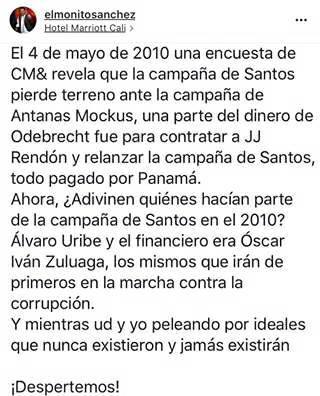 elmonitosanchez
Hotel Marriott Cali >
El 4 de mayo de 2010 una encuesta de
CM& revela que la campaña de Santos
pierde terreno ante la campaña de
Antanas Mockus, una parte del dinero de
Odebrecht fue para contratar a JJ
Rendón y relanzar la campaña de Santos,
todo pagado por Panamá.
Ahora, ¿Adivinen quiénes hacían parte
de la campaña de Santos en el 2010?
Álvaro Uribe y el financiero era Óscar
Iván Zuluaga, los mismos que irán de
primeros en la marcha contra la
corrupción.
Y mientras ud y yo peleando por ideales
que nunca existieron y jamás existirán
¡Despertemos!